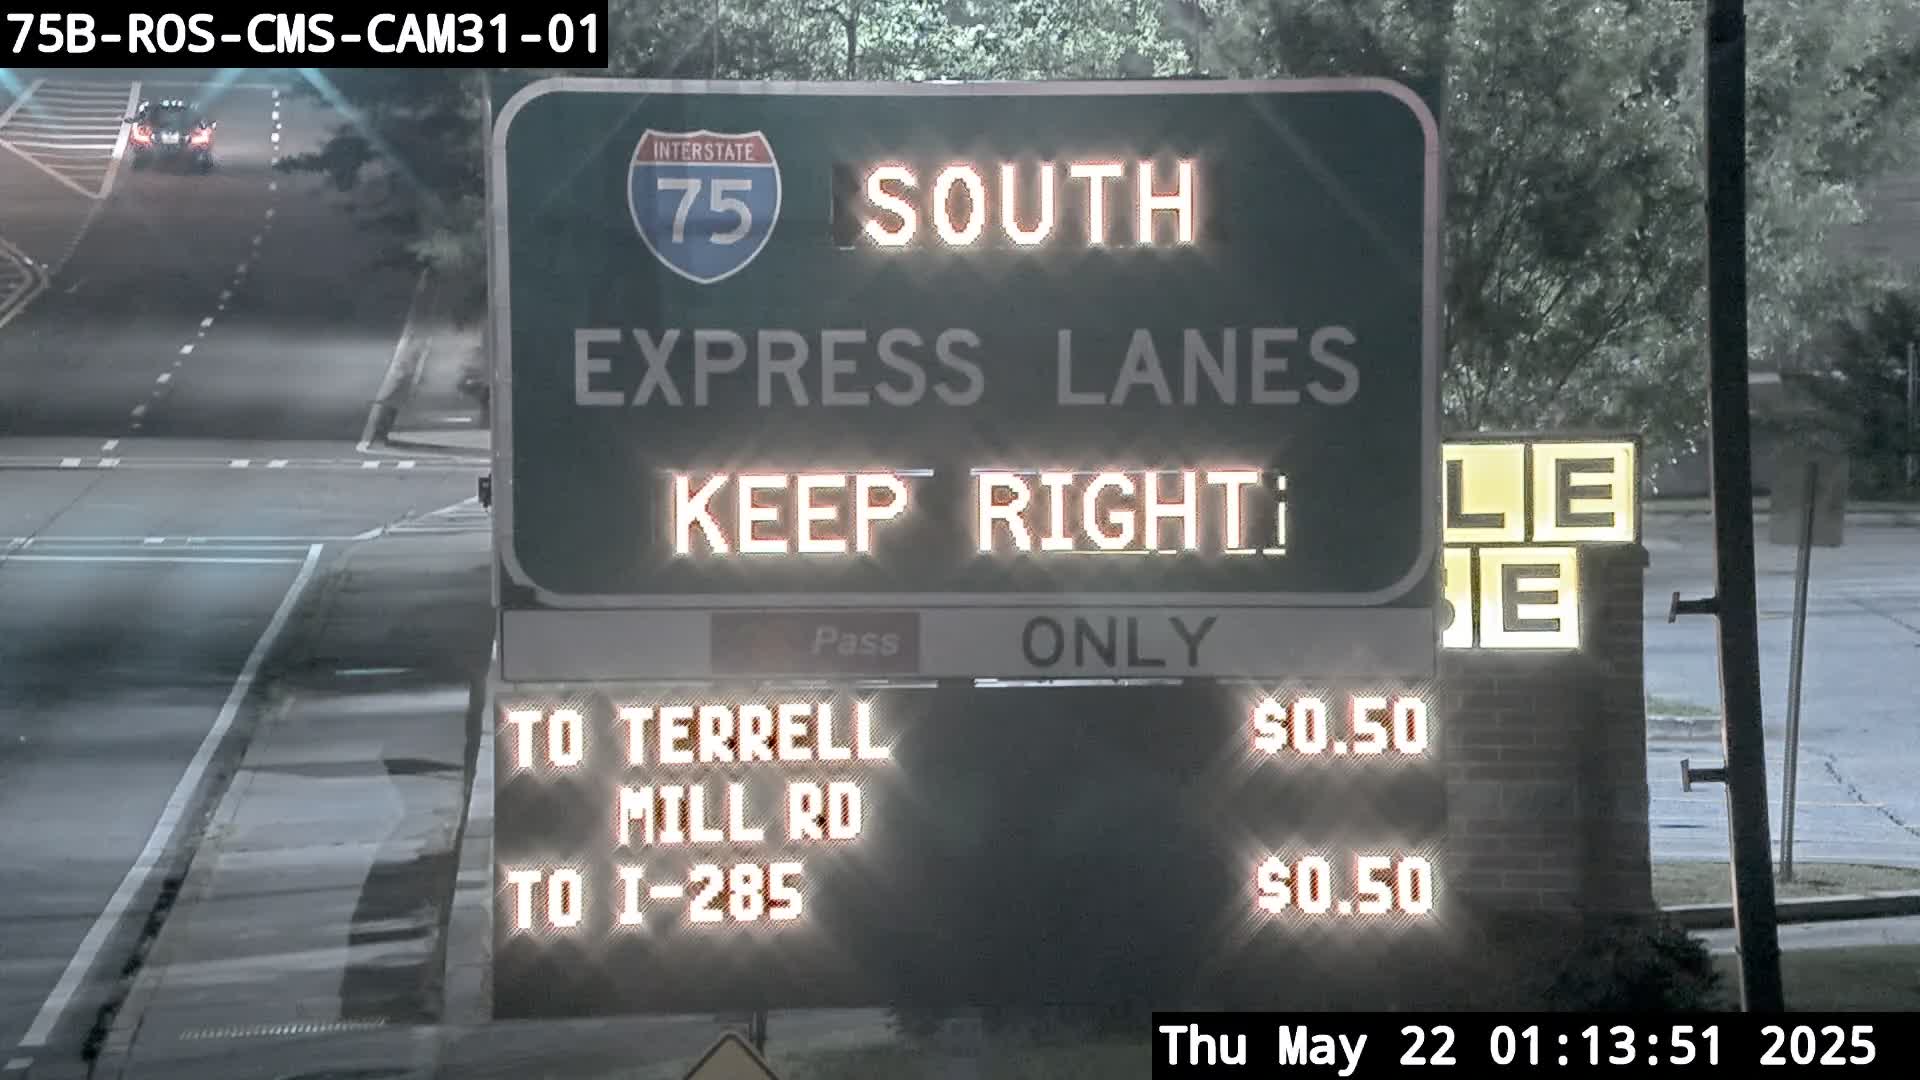 75B-ROS-CMS-CAM31-01
INTERSTATE
75
SOUTH
EXPRESS LANES
KEEP RIGHT
Pass ONLY
TO TERRELL $0.50
MILL RD
TO I-285 $0.50
LE
E
Thu May 22 01:13:51 2025